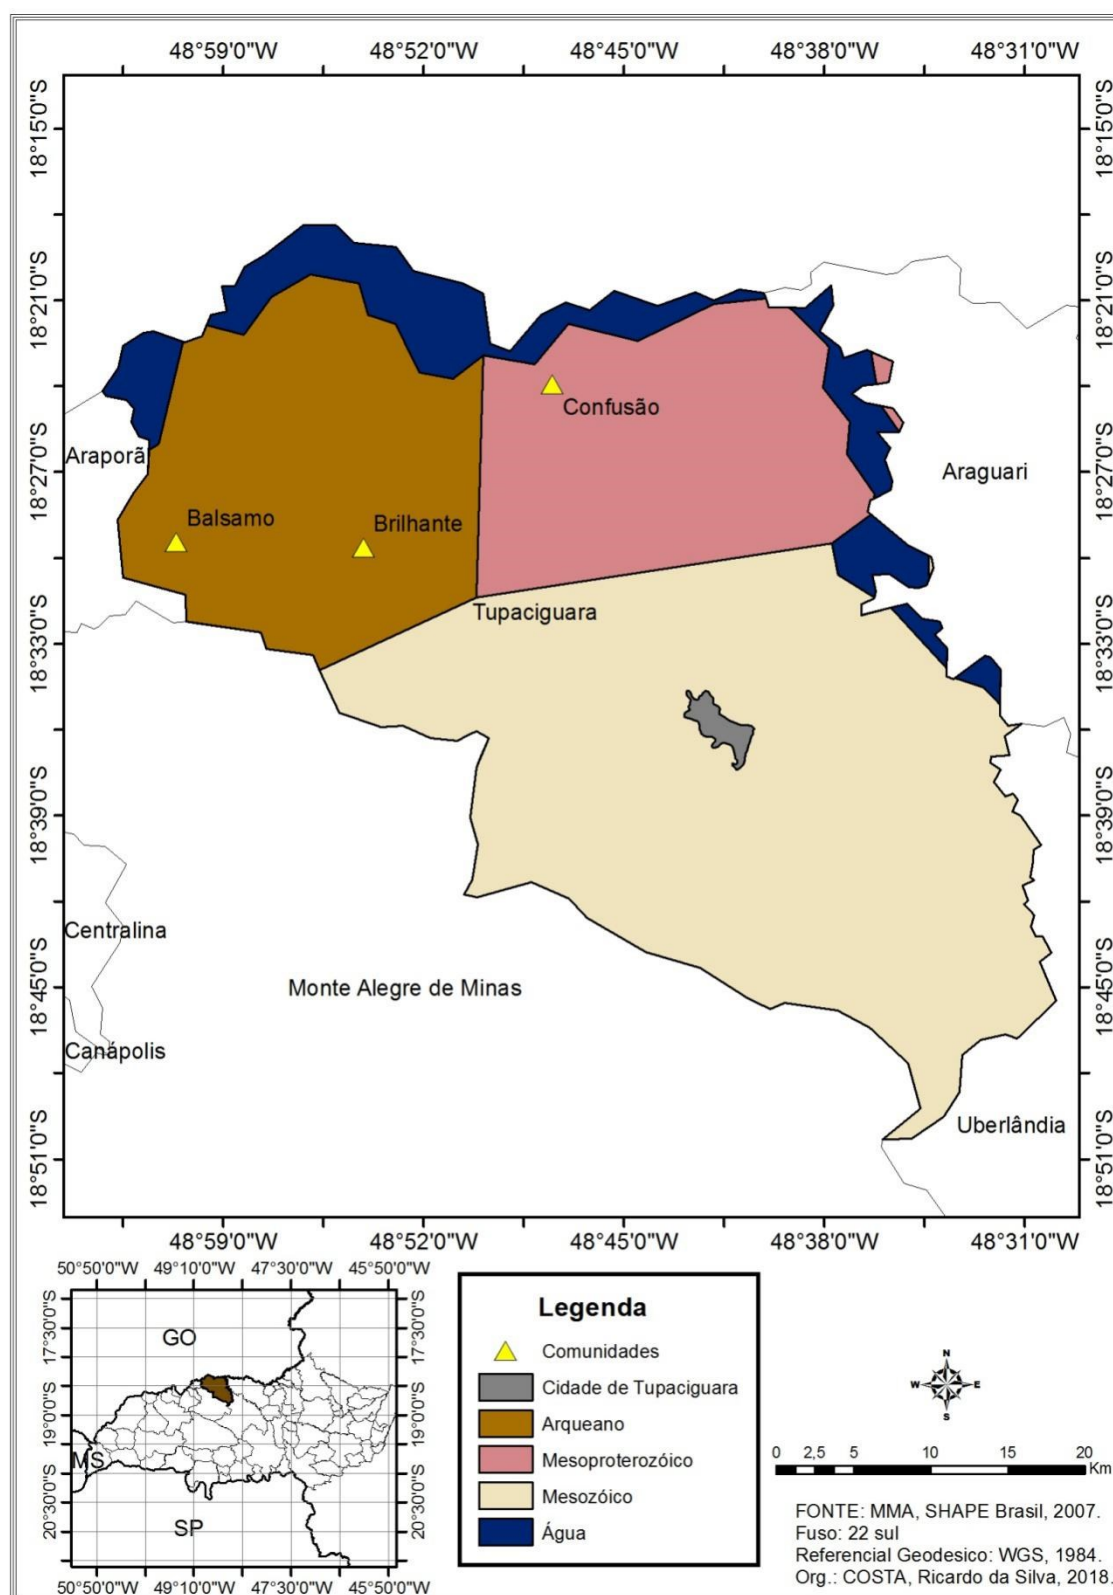 48°59'0"W 48°52'0"W 48°45'0"W 48°38'0"W 48°31'0"W
18°15'0"S 18°15'0"S
18°21'0"S 18°21'0"S
Confusão
Araporã
18°27'0"S Araguari 18°27'0"S
Balsamo Brilhante
Tupaciguara
18°33'0"S 18°33'0"S
18°39'0"S 18°39'0"S
Centralina
18°45'0"S Monte Alegre de Minas 18°45'0"S
Canápolis
Uberlândia
18°51'0"S 18°51'0"S
48°59'0"W 48°52'0"W 48°45'0"W 48°38'0"W 48°31'0"W
50°50'0"W 49°10'0"W 47°30'0"W 45°50'0"W
17°30'0"S 17°30'0"S
GO
19°0'0"S 19°0'0"S
MS
20°30'0"S 20°30'0"S
SP
50°50'0"W 49°10'0"W 47°30'0"W 45°50'0"W
Legenda
Comunidades
Cidade de Tupaciguara
Arqueano
Mesoproterozóico
Mesozóico
Água
N
W E
S
0 2,5 5 10 15 20
Km
FONTE: MMA, SHAPE Brasil, 2007.
Fuso: 22 sul
Referencial Geodesico: WGS, 1984.
Org.: COSTA, Ricardo da Silva, 2018.